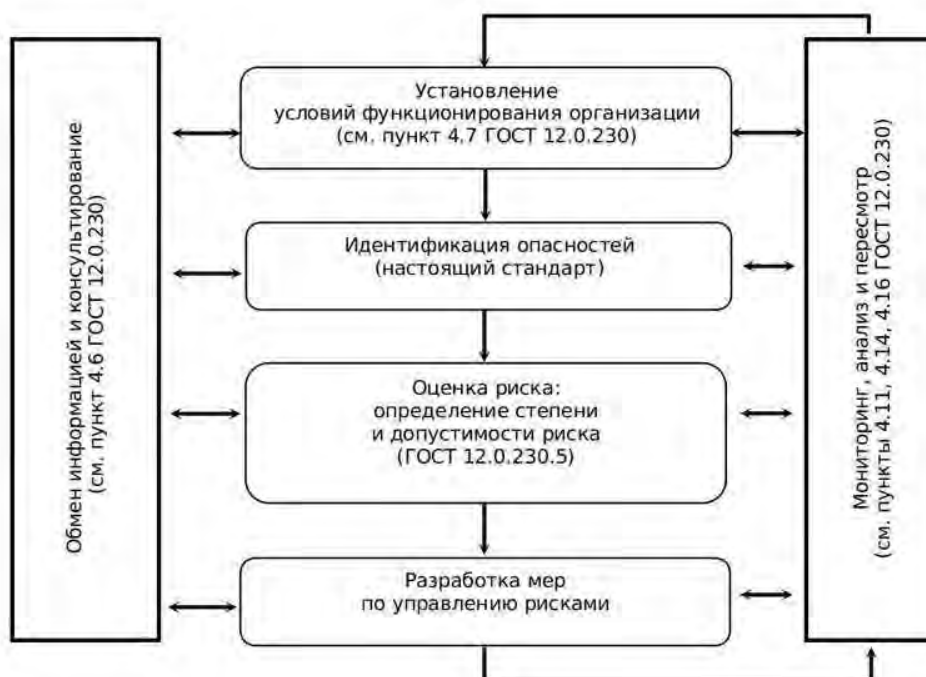 Обмен информацией и консультирование
(см. пункт 4.6 ГОСТ 12.0.230)
Установление
условий функционирования организации
(см. пункт 4.7 ГОСТ 12.0.230)
Идентификация опасностей
(настоящий стандарт)
Оценка риска:
определение степени
и допустимости риска
(ГОСТ 12.0.230.5)
Разработка мер
по управлению рисками
Мониторинг, анализ и пересмотр
(см. пункты 4.11, 4.14, 4.16 ГОСТ 12.0.230)